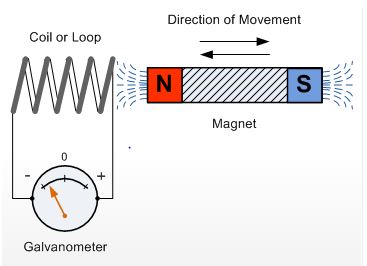 Direction of Movement
Coil or Loop
N
S
Magnet
0
- +
Galvanometer